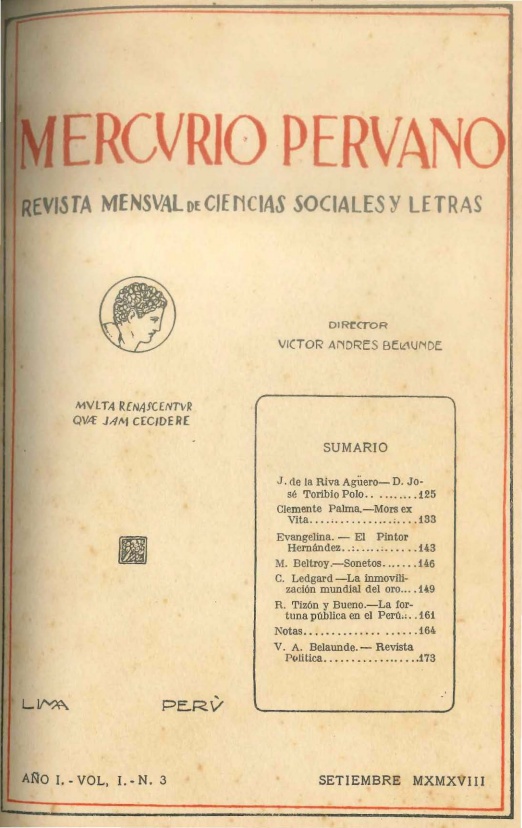 MERCVRIO PERVANO
REVISTA MENSVAL DE CIENCIAS SOCIALES Y LETRAS
DIRECTOR
VICTOR ANDRES BELAUNDE
MVLTA RENASCENTVR
QVÆ JAM CECIDERE
SUMARIO
J. de la Riva Agüero— D. Jo-
sé Toribio Polo.. .........125
Clemente Palma.—Mors ex
Vita....................133
Evangelina. — El Pintor
Hernández..............143
M. Beltroy.—Sonetos.......146
C. Ledgard —La inmovili-
zación mundial del oro....149
R. Tizón y Bueno.—La for-
tuna pública en el Perú...161
Notas.............. .......164
V. A. Belaunde.— Revista
Política...................173
LIMA PERÙ
AÑO I. - VOL, I. - N. 3 SETIEMBRE MXMXVIII